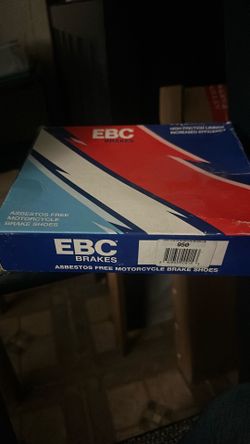 EBC
BRAKES
HIGH FRICTION LINING
INCREASED EFFICIENCY
ASBESTOS FREE
MOTORCYCLE
BRAKE SHOES
EBC
BRAKES
950
ASBESTOS FREE MOTORCYCLE BRAKE SHOES